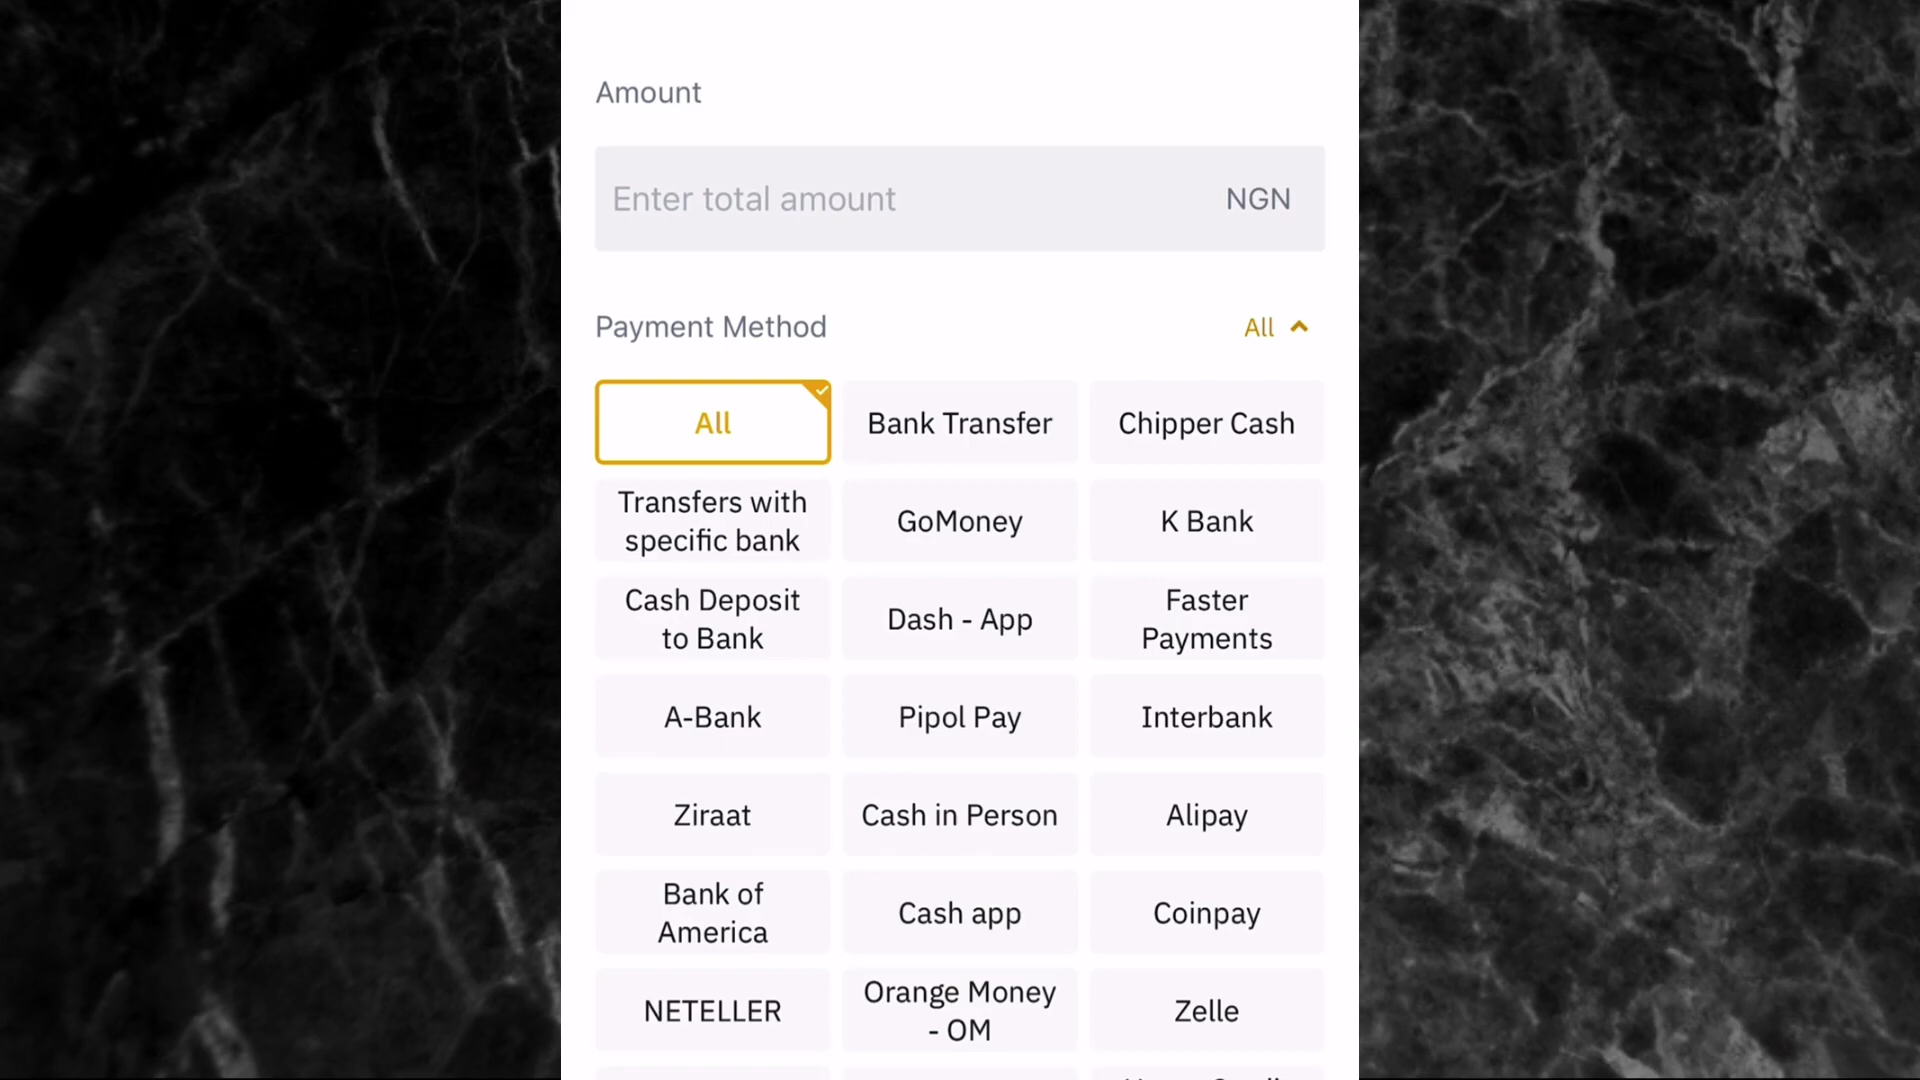 Amount
Enter total amount NGN
Payment Method All
All Bank Transfer Chipper Cash
Transfers with
specific bank
GoMoney K Bank
Cash Deposit
to Bank
Dash - App
Faster
Payments
A-Bank Pipol Pay Interbank
Ziraat Cash in Person Alipay
Bank of
America
Cash app Coinpay
NETELLER
Orange Money
- OM
Zelle